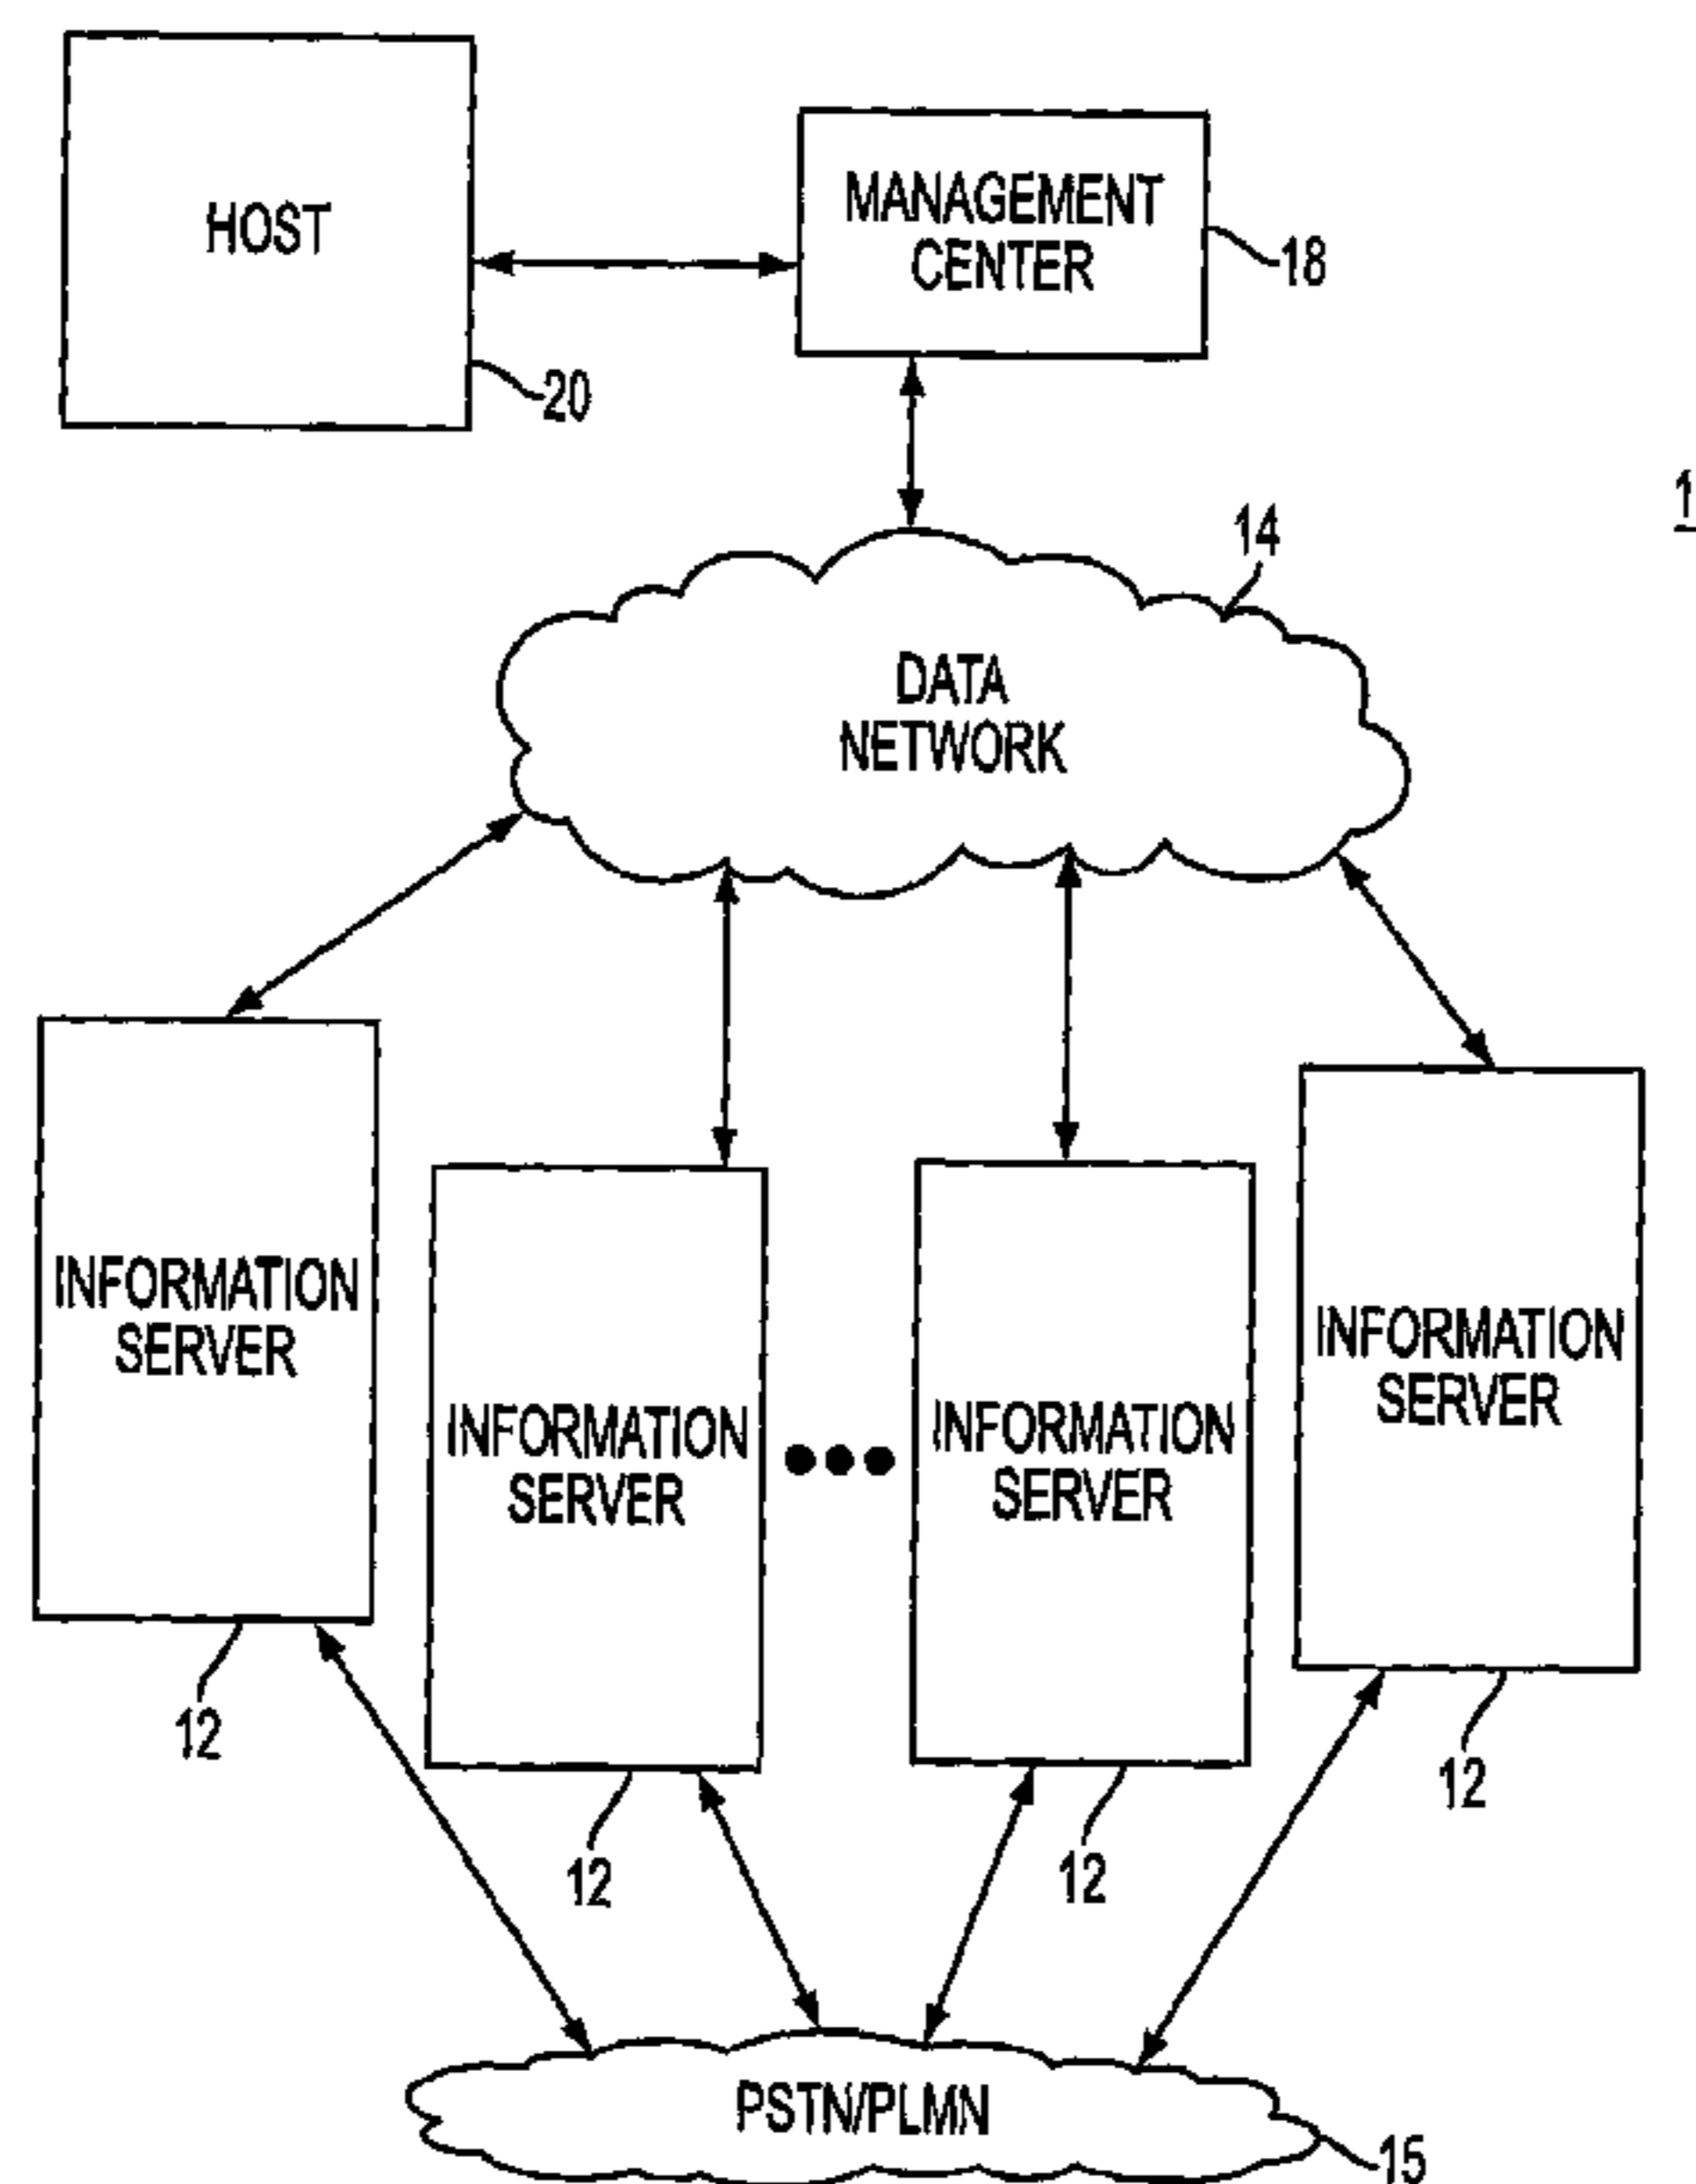 HOST
MANAGEMENT
CENTER
18
20
1
14
DATA
NETWORK
INFORMATION
SERVER
INFORMATION
SERVER
INFORMATION
SERVER
INFORMATION
SERVER
12
12
12
12
PSTN/PLMN
15